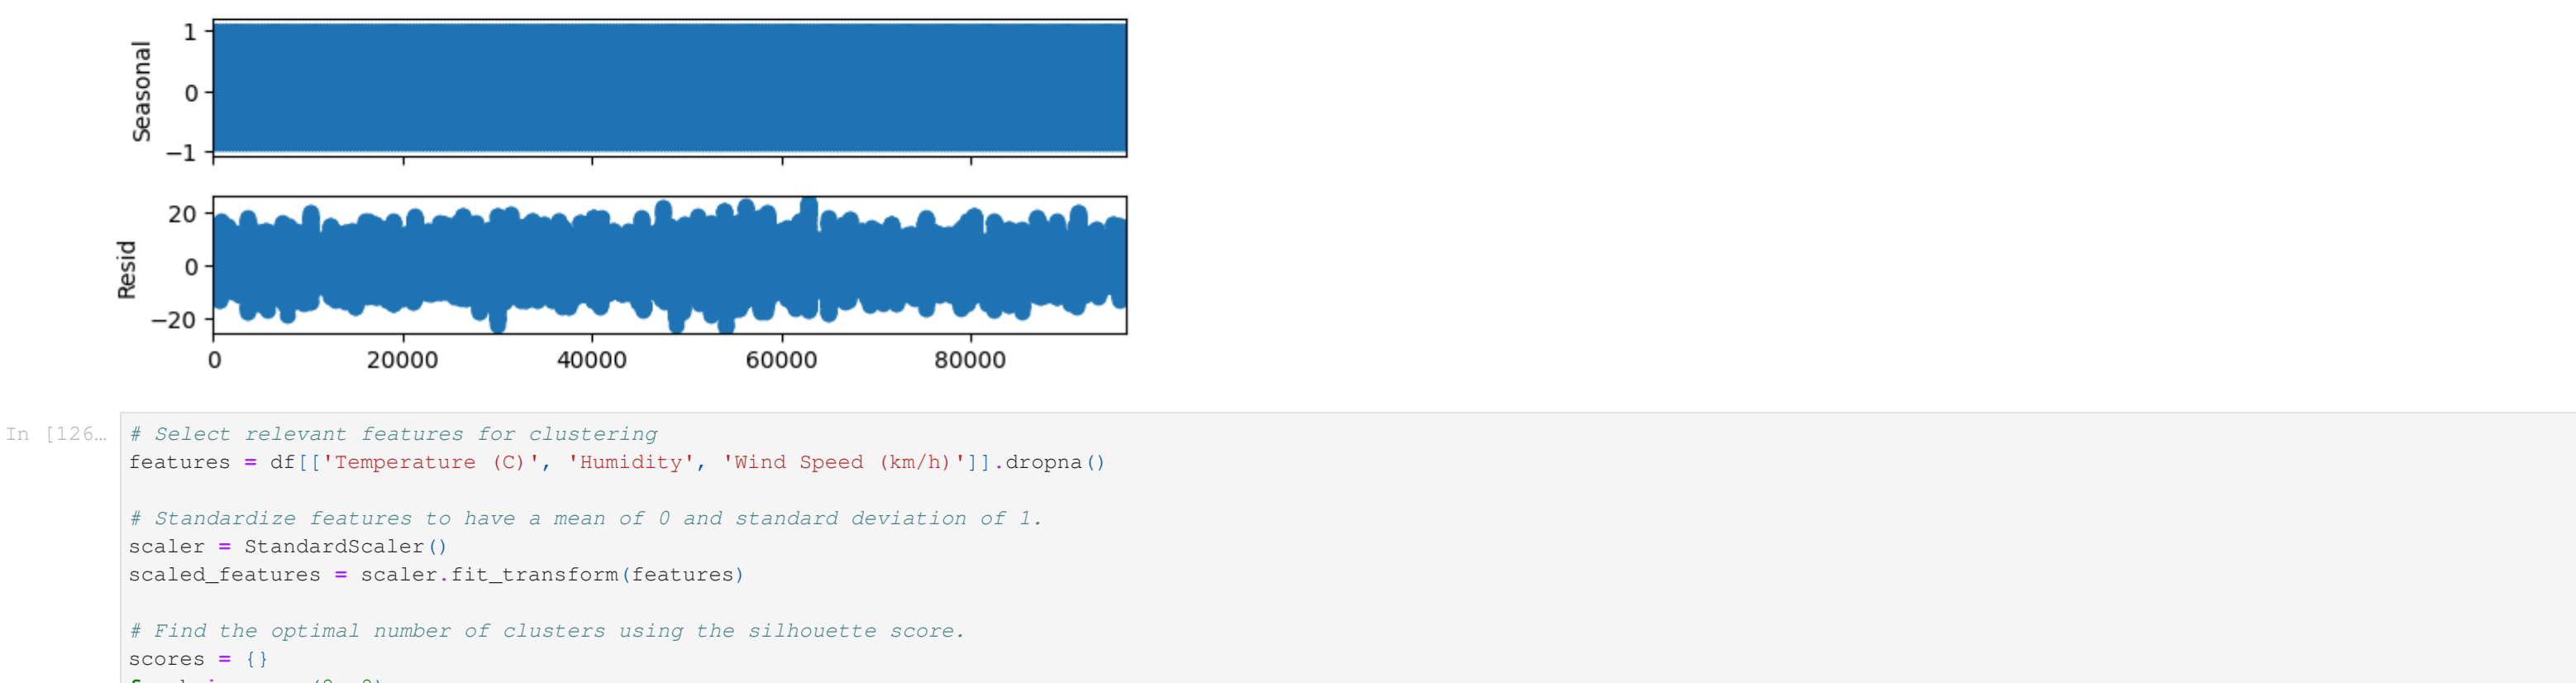 1
0
−1
Seasonal
20
0
−20
Resid
0 20000 40000 60000 80000
In [126…
# Select relevant features for clustering
features = df[['Temperature (C)', 'Humidity', 'Wind Speed (km/h)']].dropna()
# Standardize features to have a mean of 0 and standard deviation of 1.
scaler = StandardScaler()
scaled_features = scaler.fit_transform(features)
# Find the optimal number of clusters using the silhouette score.
scores = {}